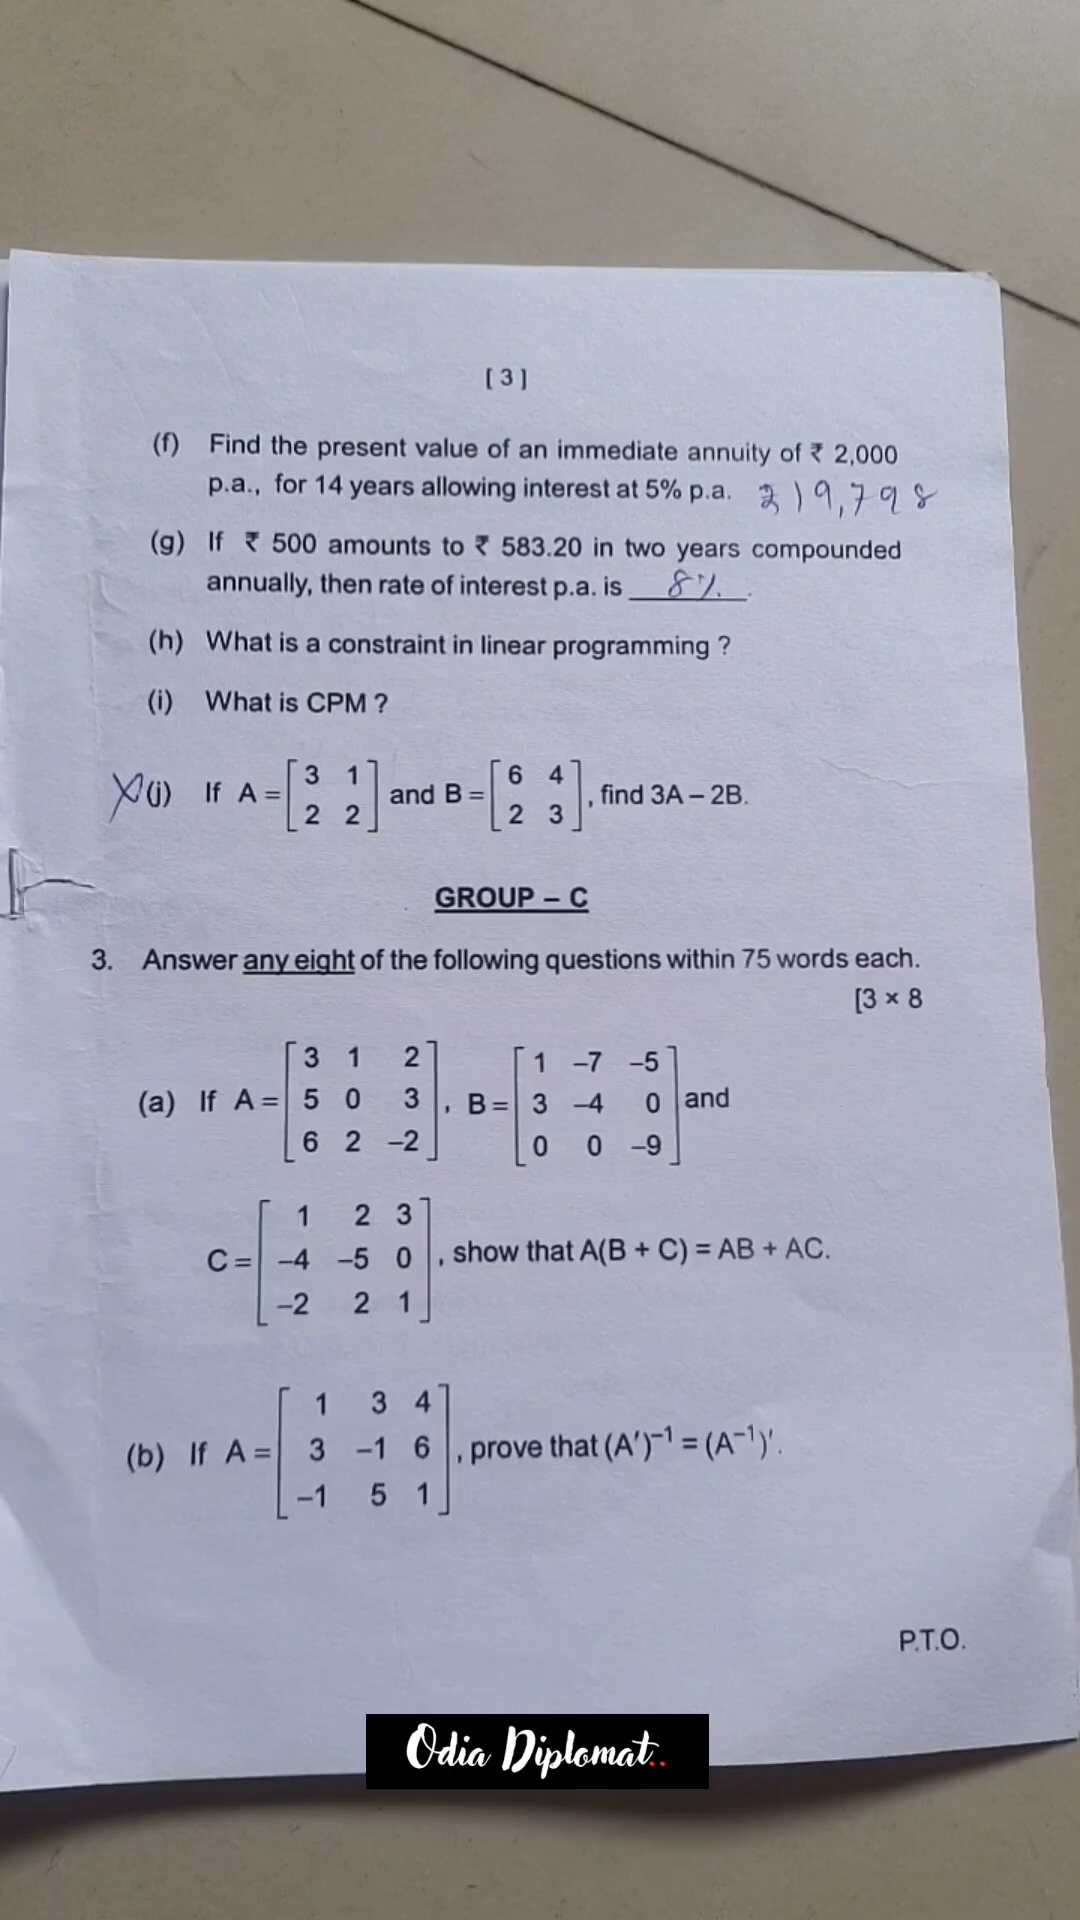 [ 3 ]
(f) Find the present value of an immediate annuity of ₹ 2,000
p.a., for 14 years allowing interest at 5% p.a. ₹19,798
(g) If ₹ 500 amounts to ₹ 583.20 in two years compounded
annually, then rate of interest p.a. is 8%.
(h) What is a constraint in linear programming ?
(i) What is CPM ?
X(j) If A = [3 1; 2 2] and B = [6 4; 2 3], find 3A – 2B.
GROUP – C
3. Answer any eight of the following questions within 75 words each.
[3 × 8
(a) If A = [3 1 2; 5 0 3; 6 2 –2], B = [1 –7 –5; 3 –4 0; 0 0 –9] and
C = [1 2 3; –4 –5 0; –2 2 1], show that A(B + C) = AB + AC.
(b) If A = [1 3 4; 3 –1 6; –1 5 1], prove that (A′)⁻¹ = (A⁻¹)′.
P.T.O.
Odia Diplomat..